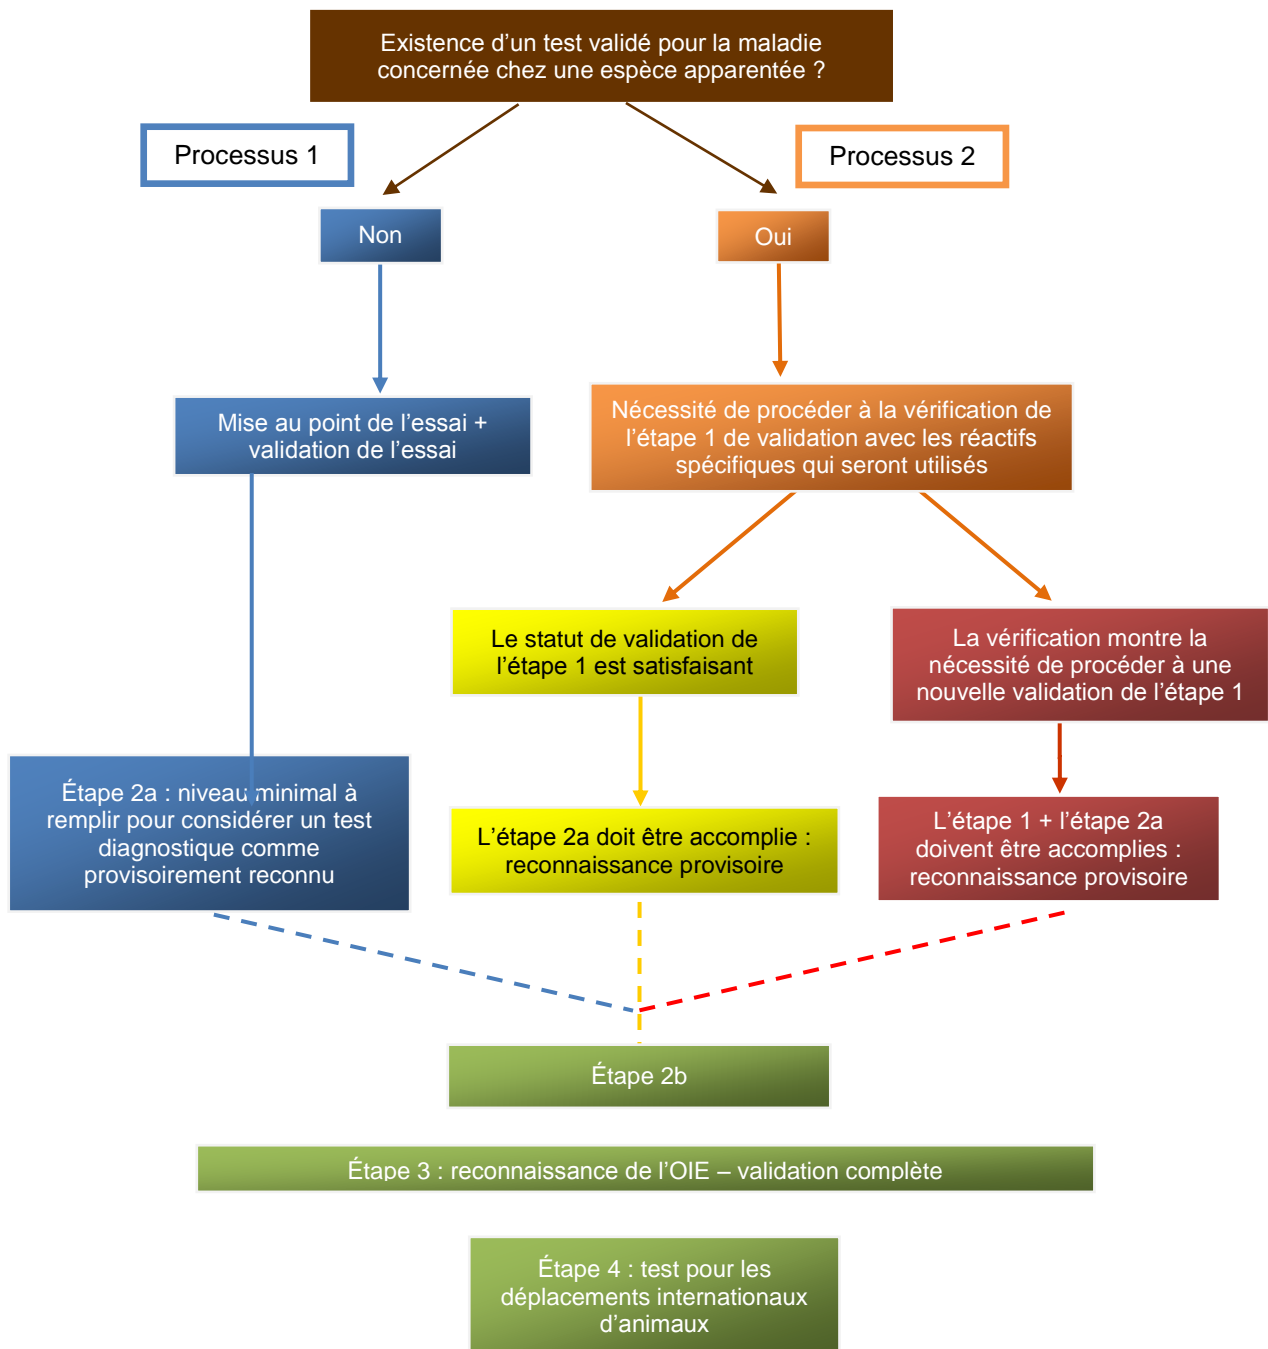 Existence d’un test validé pour la maladie
concernée chez une espèce apparentée ?
Processus 1
Processus 2
Non
Oui
Mise au point de l’essai +
validation de l’essai
Nécessité de procéder à la vérification de
l’étape 1 de validation avec les réactifs
spécifiques qui seront utilisés
Le statut de validation de
l’étape 1 est satisfaisant
La vérification montre la
nécessité de procéder à une
nouvelle validation de l’étape 1
Étape 2a : niveau minimal à
remplir pour considérer un test
diagnostique comme
provisoirement reconnu
L’étape 2a doit être accomplie :
reconnaissance provisoire
L’étape 1 + l’étape 2a
doivent être accomplies :
reconnaissance provisoire
Étape 2b
Étape 3 : reconnaissance de l’OIE – validation complète
Étape 4 : test pour les
déplacements internationaux
d’animaux